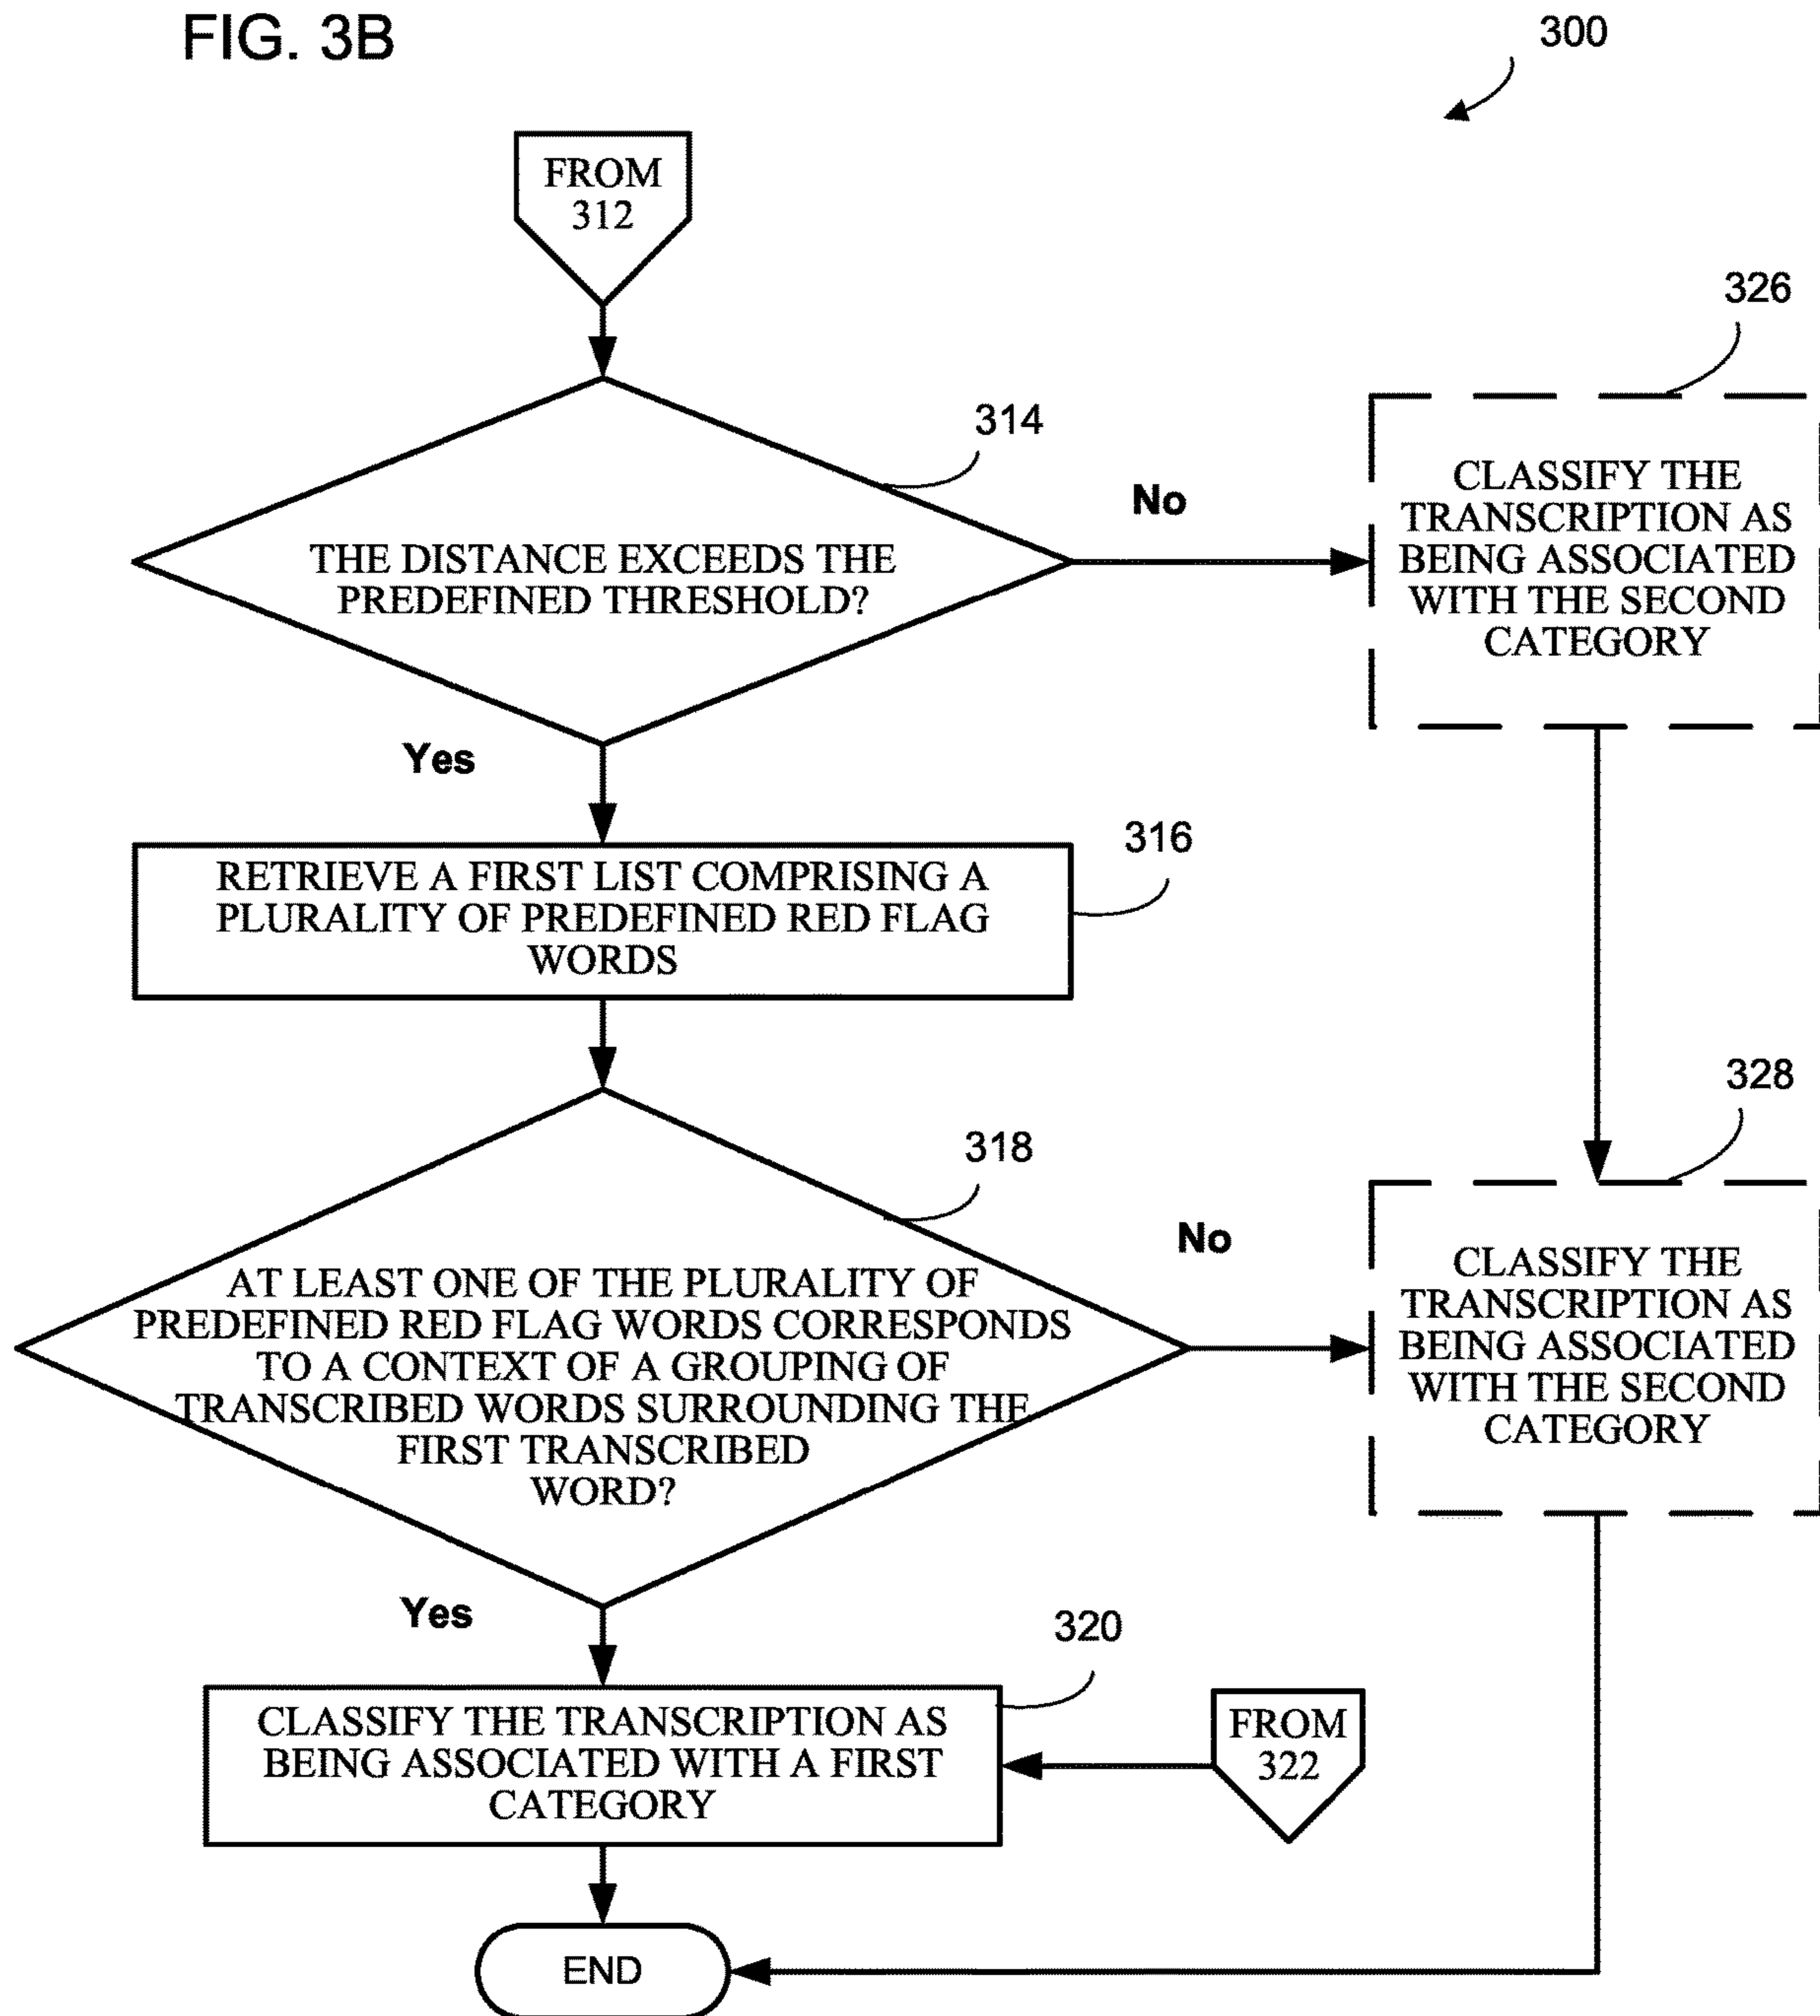 FIG. 3B
300
FROM
312
326
314
No
CLASSIFY THE
TRANSCRIPTION AS
BEING ASSOCIATED
WITH THE SECOND
CATEGORY
THE DISTANCE EXCEEDS THE
PREDEFINED THRESHOLD?
Yes
316
RETRIEVE A FIRST LIST COMPRISING A
PLURALITY OF PREDEFINED RED FLAG
WORDS
328
318
No
CLASSIFY THE
TRANSCRIPTION AS
BEING ASSOCIATED
WITH THE SECOND
CATEGORY
AT LEAST ONE OF THE PLURALITY OF
PREDEFINED RED FLAG WORDS CORRESPONDS
TO A CONTEXT OF A GROUPING OF
TRANSCRIBED WORDS SURROUNDING THE
FIRST TRANSCRIBED
WORD?
Yes
320
CLASSIFY THE TRANSCRIPTION AS
BEING ASSOCIATED WITH A FIRST
CATEGORY
FROM
322
END